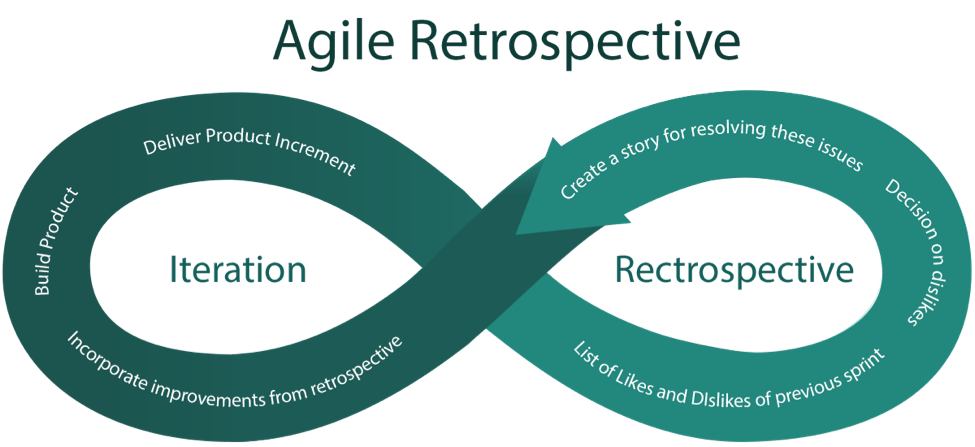 Agile Retrospective
Deliver Product Increment
Build Product
Iteration
Incorporate improvements from retrospective
Create a story for resolving these issues
Decision on dislikes
Rectrospective
List of Likes and DIslikes of previous sprint